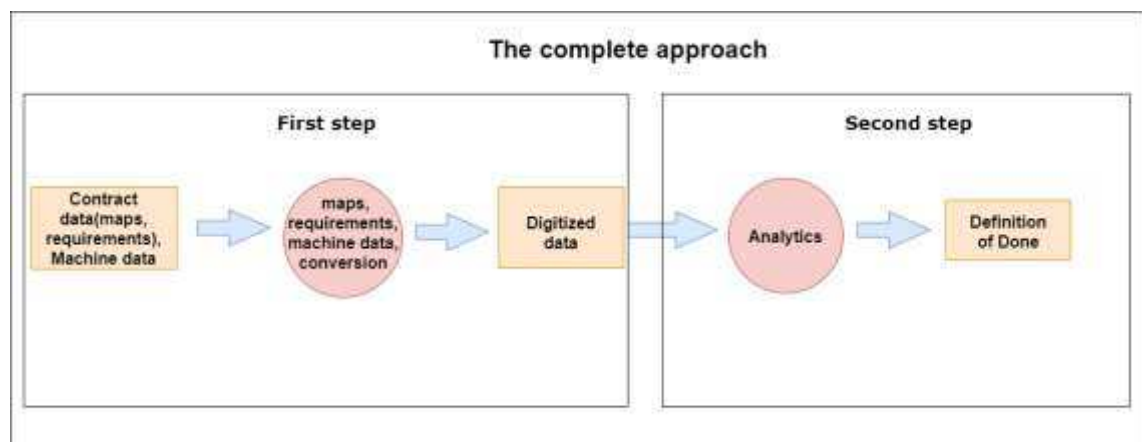 The complete approach
First step
Second step
Contract
data(maps,
requirements),
Machine data
maps,
requirements,
machine data,
conversion
Digitized
data
Analytics
Definition
of Done